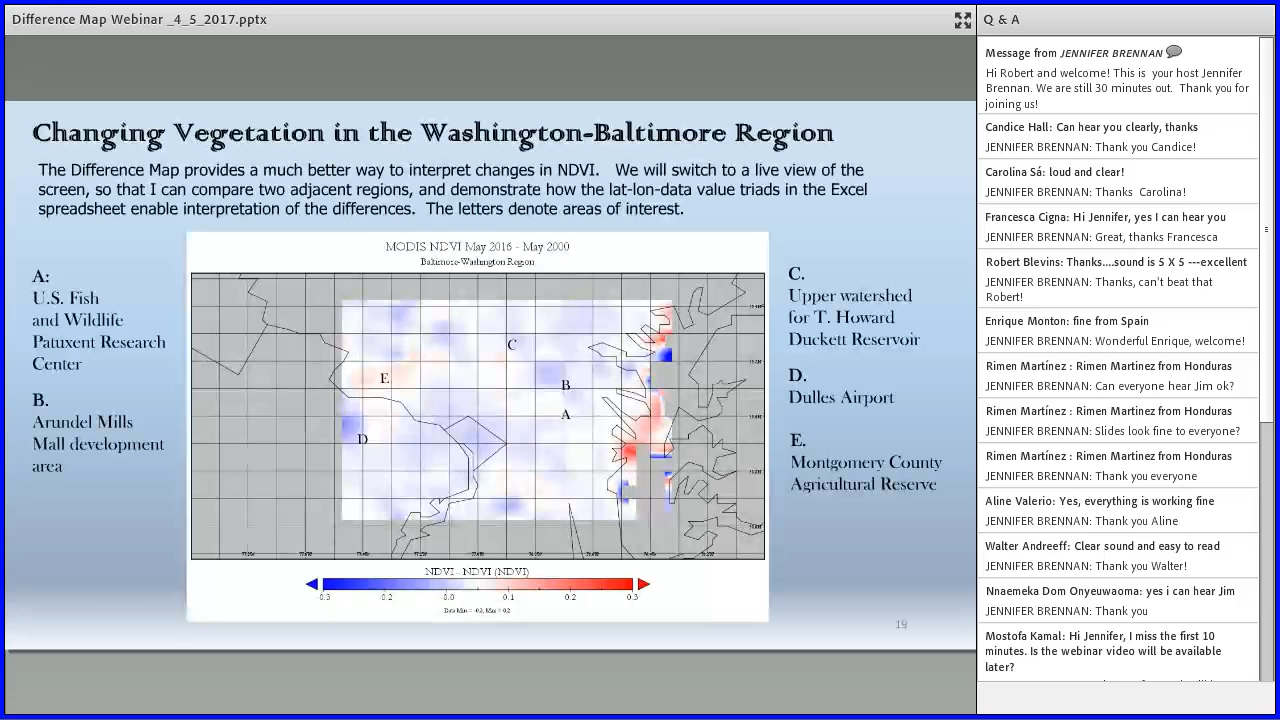 Difference Map Webinar _4_5_2017.pptx
Changing Vegetation in the Washington-Baltimore Region
The Difference Map provides a much better way to interpret changes in NDVI.   We will switch to a live view of the
screen, so that I can compare two adjacent regions, and demonstrate how the lat-lon-data value triads in the Excel
spreadsheet enable interpretation of the differences.  The letters denote areas of interest.
A:
U.S. Fish
and Wildlife
Patuxent Research
Center
B.
Arundel Mills
Mall development
area
MODIS NDVI May 2016 - May 2000
Baltimore-Washington Region
C
E
B
A
D
NDVI - NDVI (NDVI)
0.3
0.2
-0.1
0.0
0.1
0.2
0.3
C.
Upper watershed
for T. Howard
Duckett Reservoir
D.
Dulles Airport
E.
Montgomery County
Agricultural Reserve
19
Q & A
Message from JENNIFER BRENNAN
Hi Robert and welcome! This is  your host Jennifer
Brennan. We are still 30 minutes out.  Thank you for
joining us!
Candice Hall: Can hear you clearly, thanks
JENNIFER BRENNAN: Thank you Candice!
Carolina Sá: loud and clear!
JENNIFER BRENNAN: Thanks  Carolina!
Francesca Cigna: Hi Jennifer, yes I can hear you
JENNIFER BRENNAN: Great, thanks Francesca
Robert Blevins: Thanks....sound is 5 X 5 ---excellent
JENNIFER BRENNAN: Thanks, can't beat that
Robert!
Enrique Monton: fine from Spain
JENNIFER BRENNAN: Wonderful Enrique, welcome!
Rimen Martínez : Rimen Martinez from Honduras
JENNIFER BRENNAN: Can everyone hear Jim ok?
Rimen Martínez : Rimen Martinez from Honduras
JENNIFER BRENNAN: Slides look fine to everyone?
Rimen Martínez : Rimen Martinez from Honduras
JENNIFER BRENNAN: Thank you everyone
Aline Valerio: Yes, everything is working fine
JENNIFER BRENNAN: Thank you Aline
Walter Andreeff: Clear sound and easy to read
JENNIFER BRENNAN: Thank you Walter!
Nnaemeka Dom Onyeuwaoma: yes i can hear Jim
JENNIFER BRENNAN: Thank you
Mostofa Kamal: Hi Jennifer, I miss the first 10
minutes. Is the webinar video will be available
later?